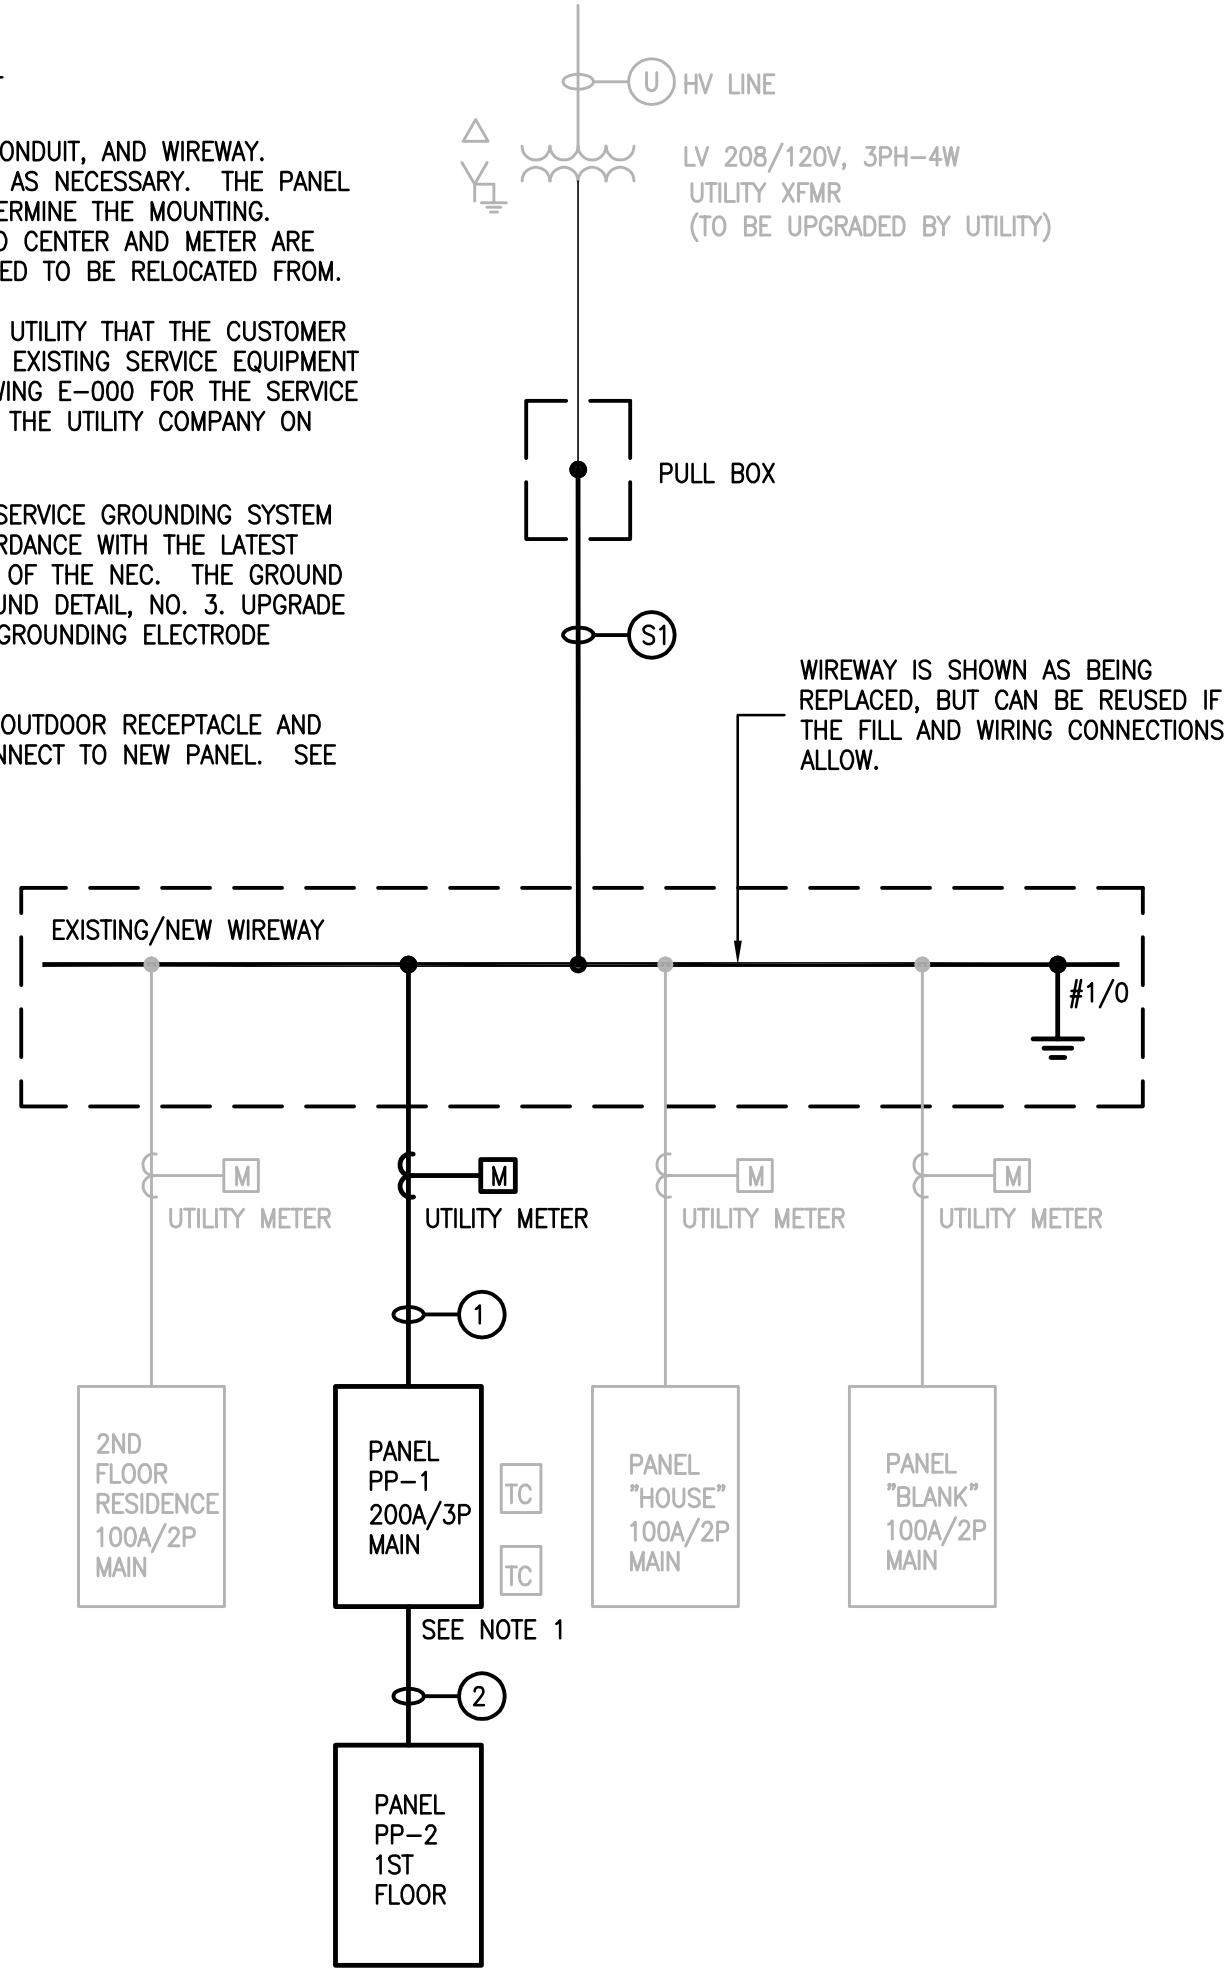 U HV LINE
LV 208/120V, 3PH-4W
UTILITY XFMR
(TO BE UPGRADED BY UTILITY)
ONDUIT, AND WIREWAY.
AS NECESSARY. THE PANEL
ERMINE THE MOUNTING.
D CENTER AND METER ARE
ED TO BE RELOCATED FROM.
UTILITY THAT THE CUSTOMER
EXISTING SERVICE EQUIPMENT
WING E-000 FOR THE SERVICE
THE UTILITY COMPANY ON
PULL BOX
SERVICE GROUNDING SYSTEM
RDANCE WITH THE LATEST
OF THE NEC. THE GROUND
UND DETAIL, NO. 3. UPGRADE
GROUNDING ELECTRODE
S1
OUTDOOR RECEPTACLE AND
NNECT TO NEW PANEL. SEE
WIREWAY IS SHOWN AS BEING
REPLACED, BUT CAN BE REUSED IF
THE FILL AND WIRING CONNECTIONS
ALLOW.
EXISTING/NEW WIREWAY
#1/0
M
UTILITY METER
M
UTILITY METER
M
UTILITY METER
M
UTILITY METER
1
2ND
FLOOR
RESIDENCE
100A/2P
MAIN
PANEL
PP-1
200A/3P
MAIN
TC
TC
PANEL
"HOUSE"
100A/2P
MAIN
PANEL
"BLANK"
100A/2P
MAIN
SEE NOTE 1
2
PANEL
PP-2
1ST
FLOOR